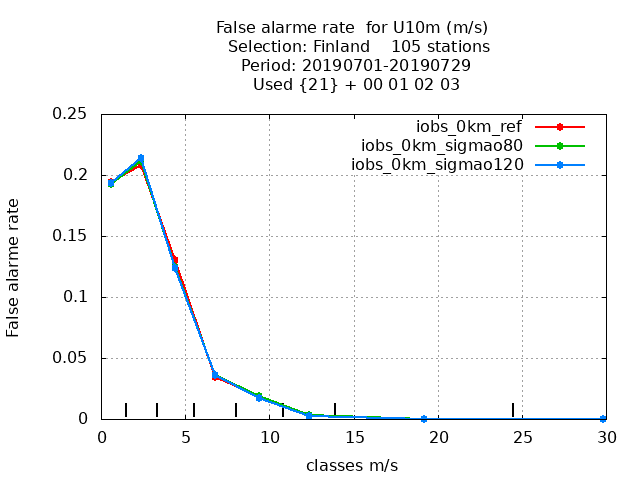 False alarme rate  for U10m (m/s)
Selection: Finland    105 stations
Period: 20190701-20190729
Used {21} + 00 01 02 03
iobs_0km_ref
iobs_0km_sigmao80
iobs_0km_sigmao120
False alarme rate
0.25
0.2
0.15
0.1
0.05
0
0 5 10 15 20 25 30
classes m/s